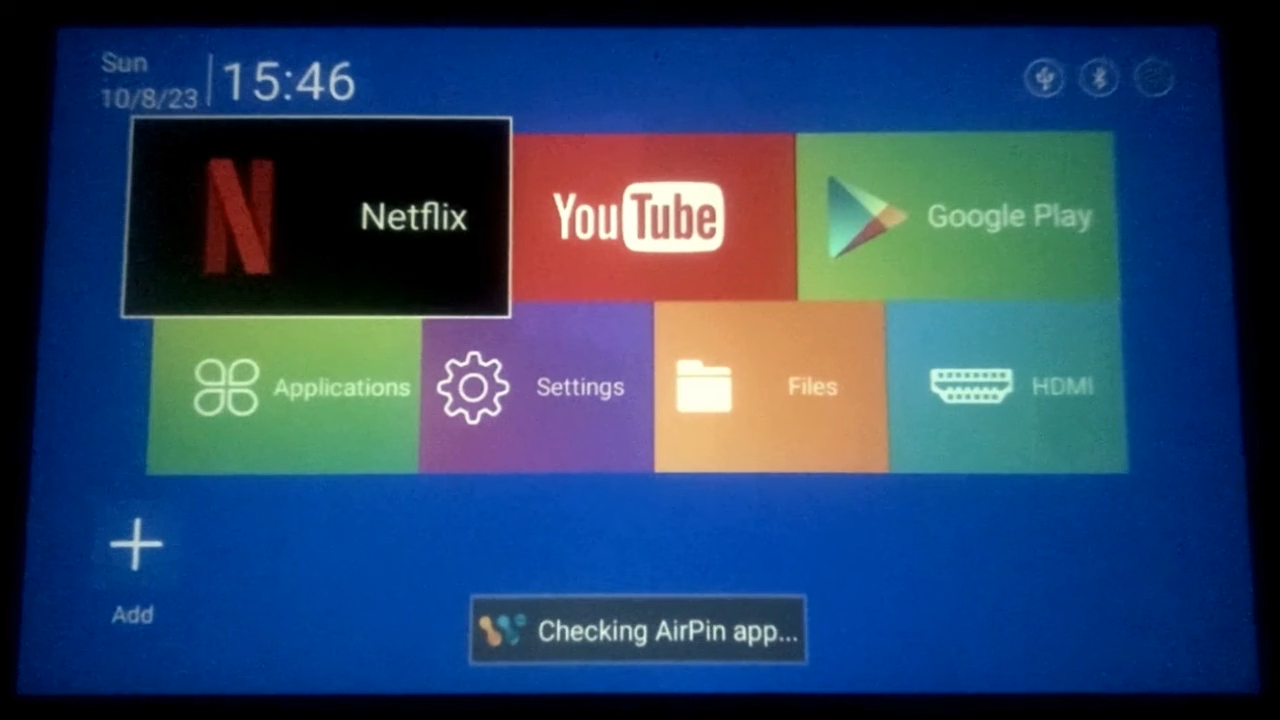 Sun
10/8/23
15:46
N
Netflix
YouTube
Google Play
Applications
Settings
Files
HDMI
Add
Checking AirPin app...